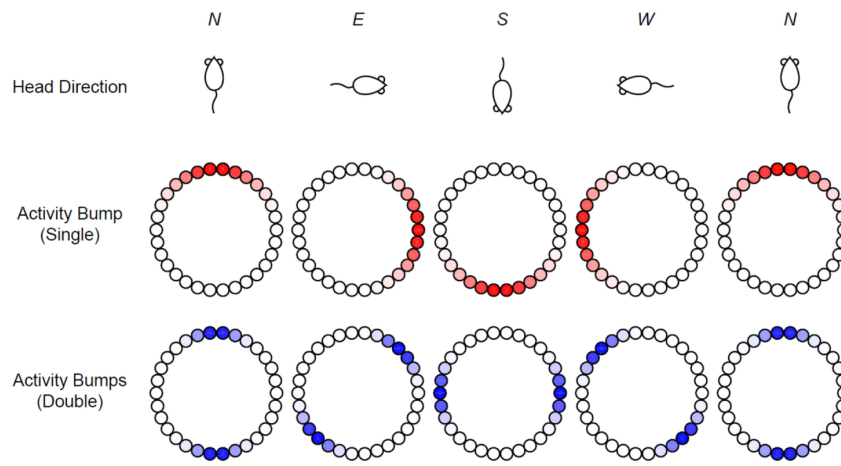 N E S W N
Head Direction
Activity Bump
(Single)
Activity Bumps
(Double)